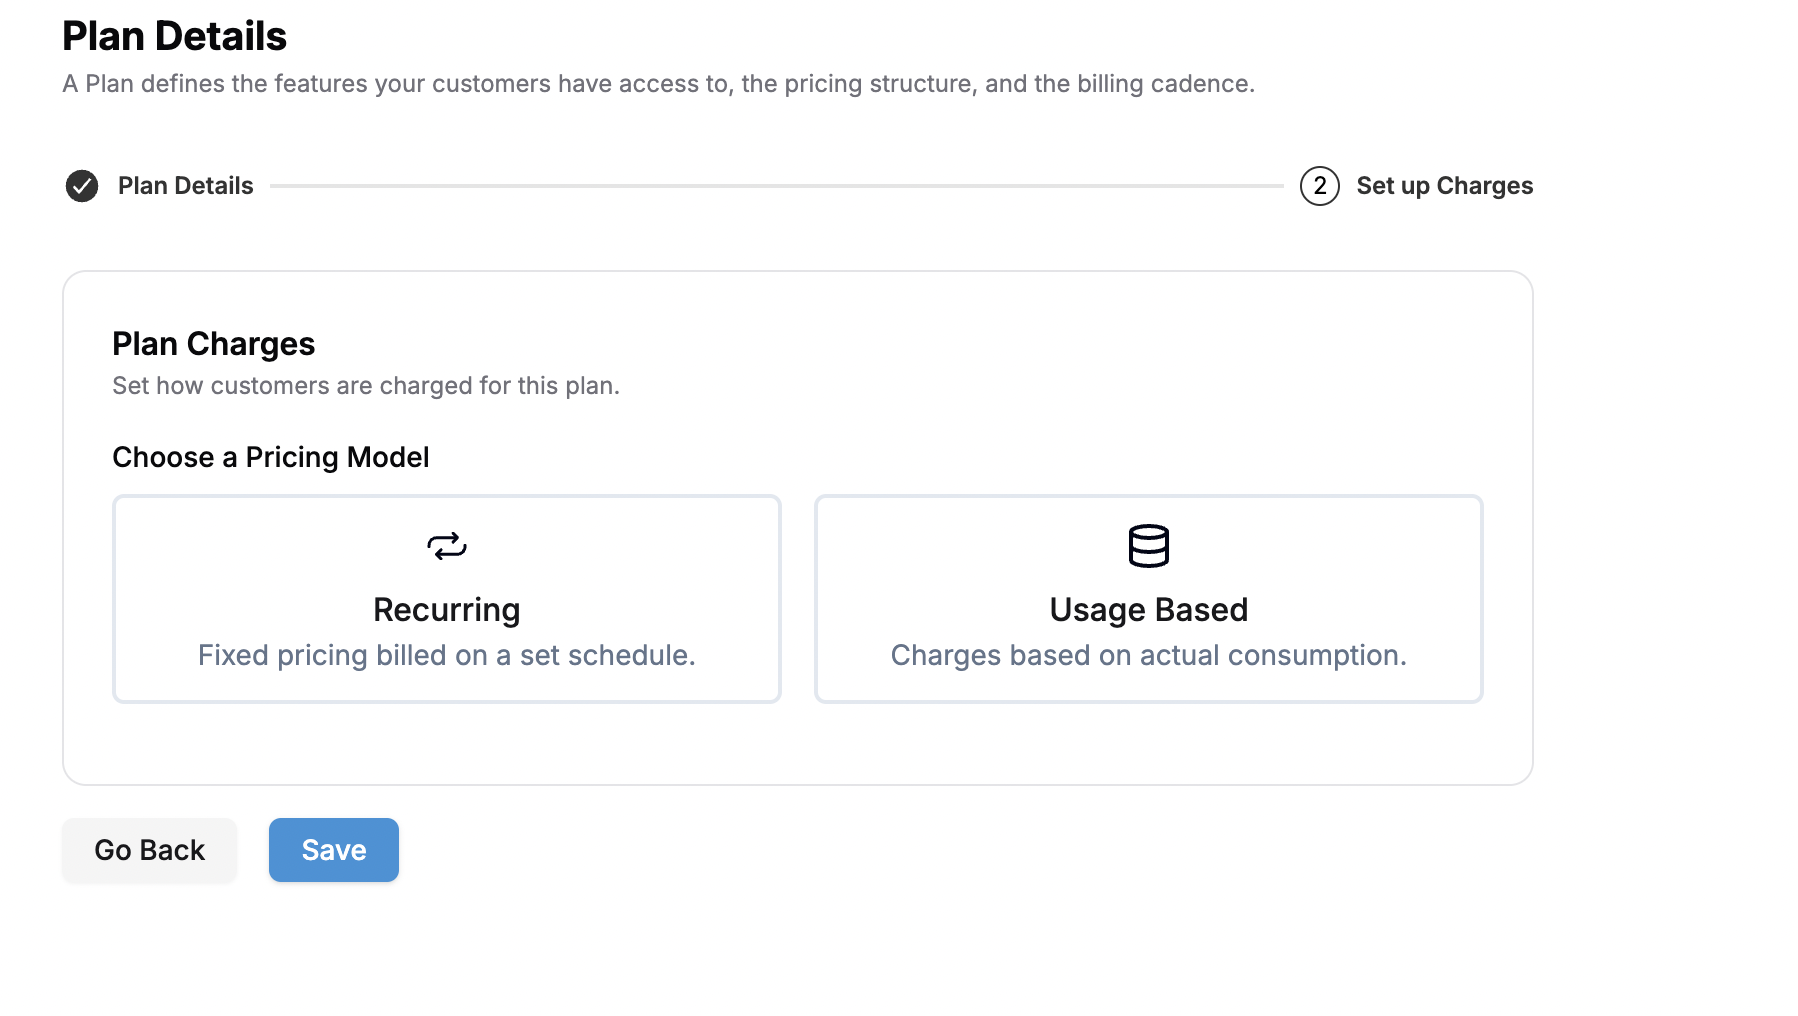 Plan Details
A Plan defines the features your customers have access to, the pricing structure, and the billing cadence.
Plan Details
2 Set up Charges
Plan Charges
Set how customers are charged for this plan.
Choose a Pricing Model
Recurring
Fixed pricing billed on a set schedule.
Usage Based
Charges based on actual consumption.
Go Back
Save